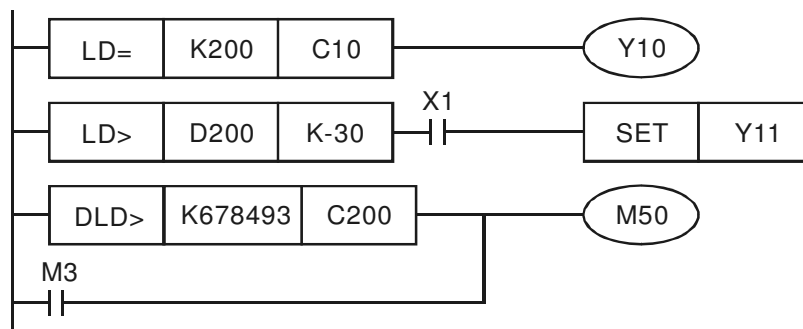 LD= K200 C10 Y10
X1
LD> D200 K-30 SET Y11
DLD> K678493 C200 M50
M3